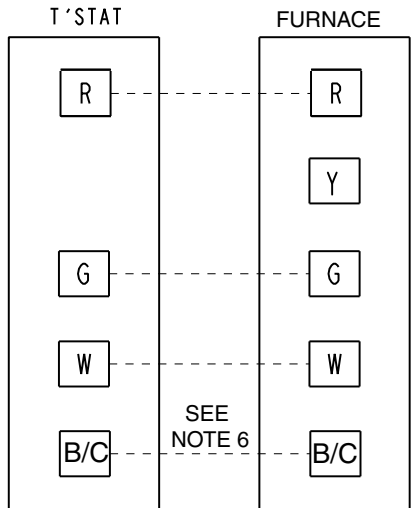 T'STAT FURNACE
R R
Y
G G
W W
SEE
NOTE 6
B/C B/C